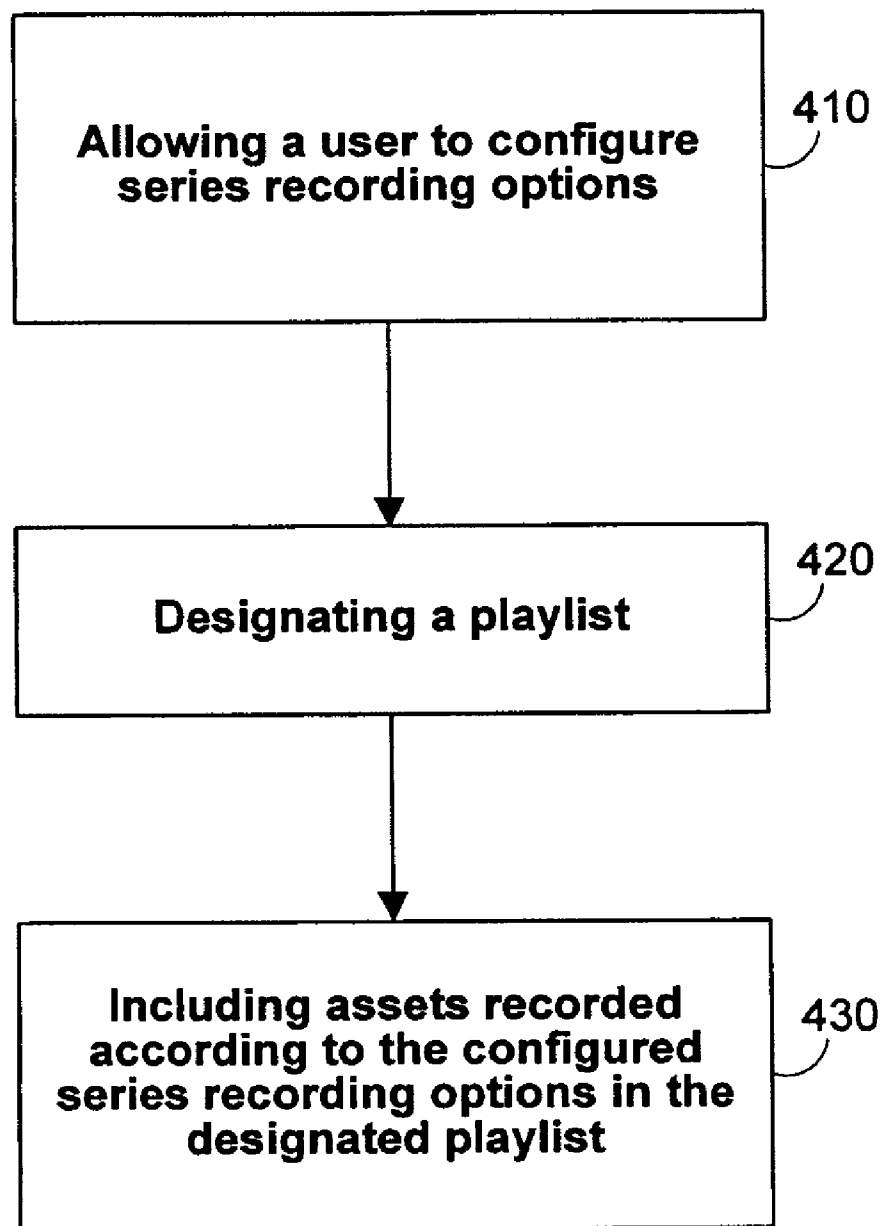 Allowing a user to configure
series recording options
410
Designating a playlist
420
Including assets recorded
according to the configured
series recording options in the
designated playlist
430